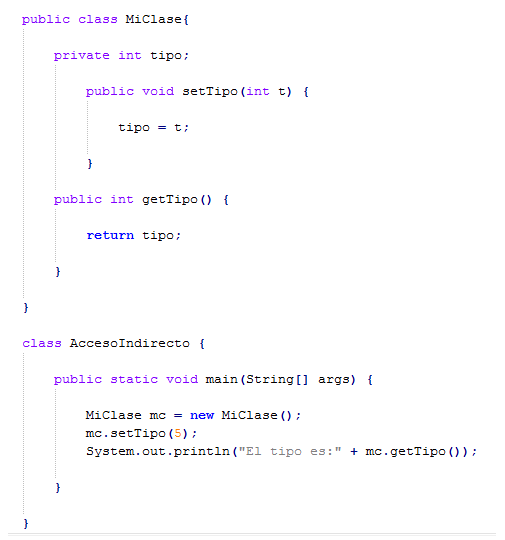 public class MiClase{
private int tipo;
public void setTipo(int t) {
tipo = t;
}
public int getTipo() {
return tipo;
}
}
class AccesoIndirecto {
public static void main(String[] args) {
MiClase mc = new MiClase();
mc.setTipo(5);
System.out.println("El tipo es:" + mc.getTipo());
}
}